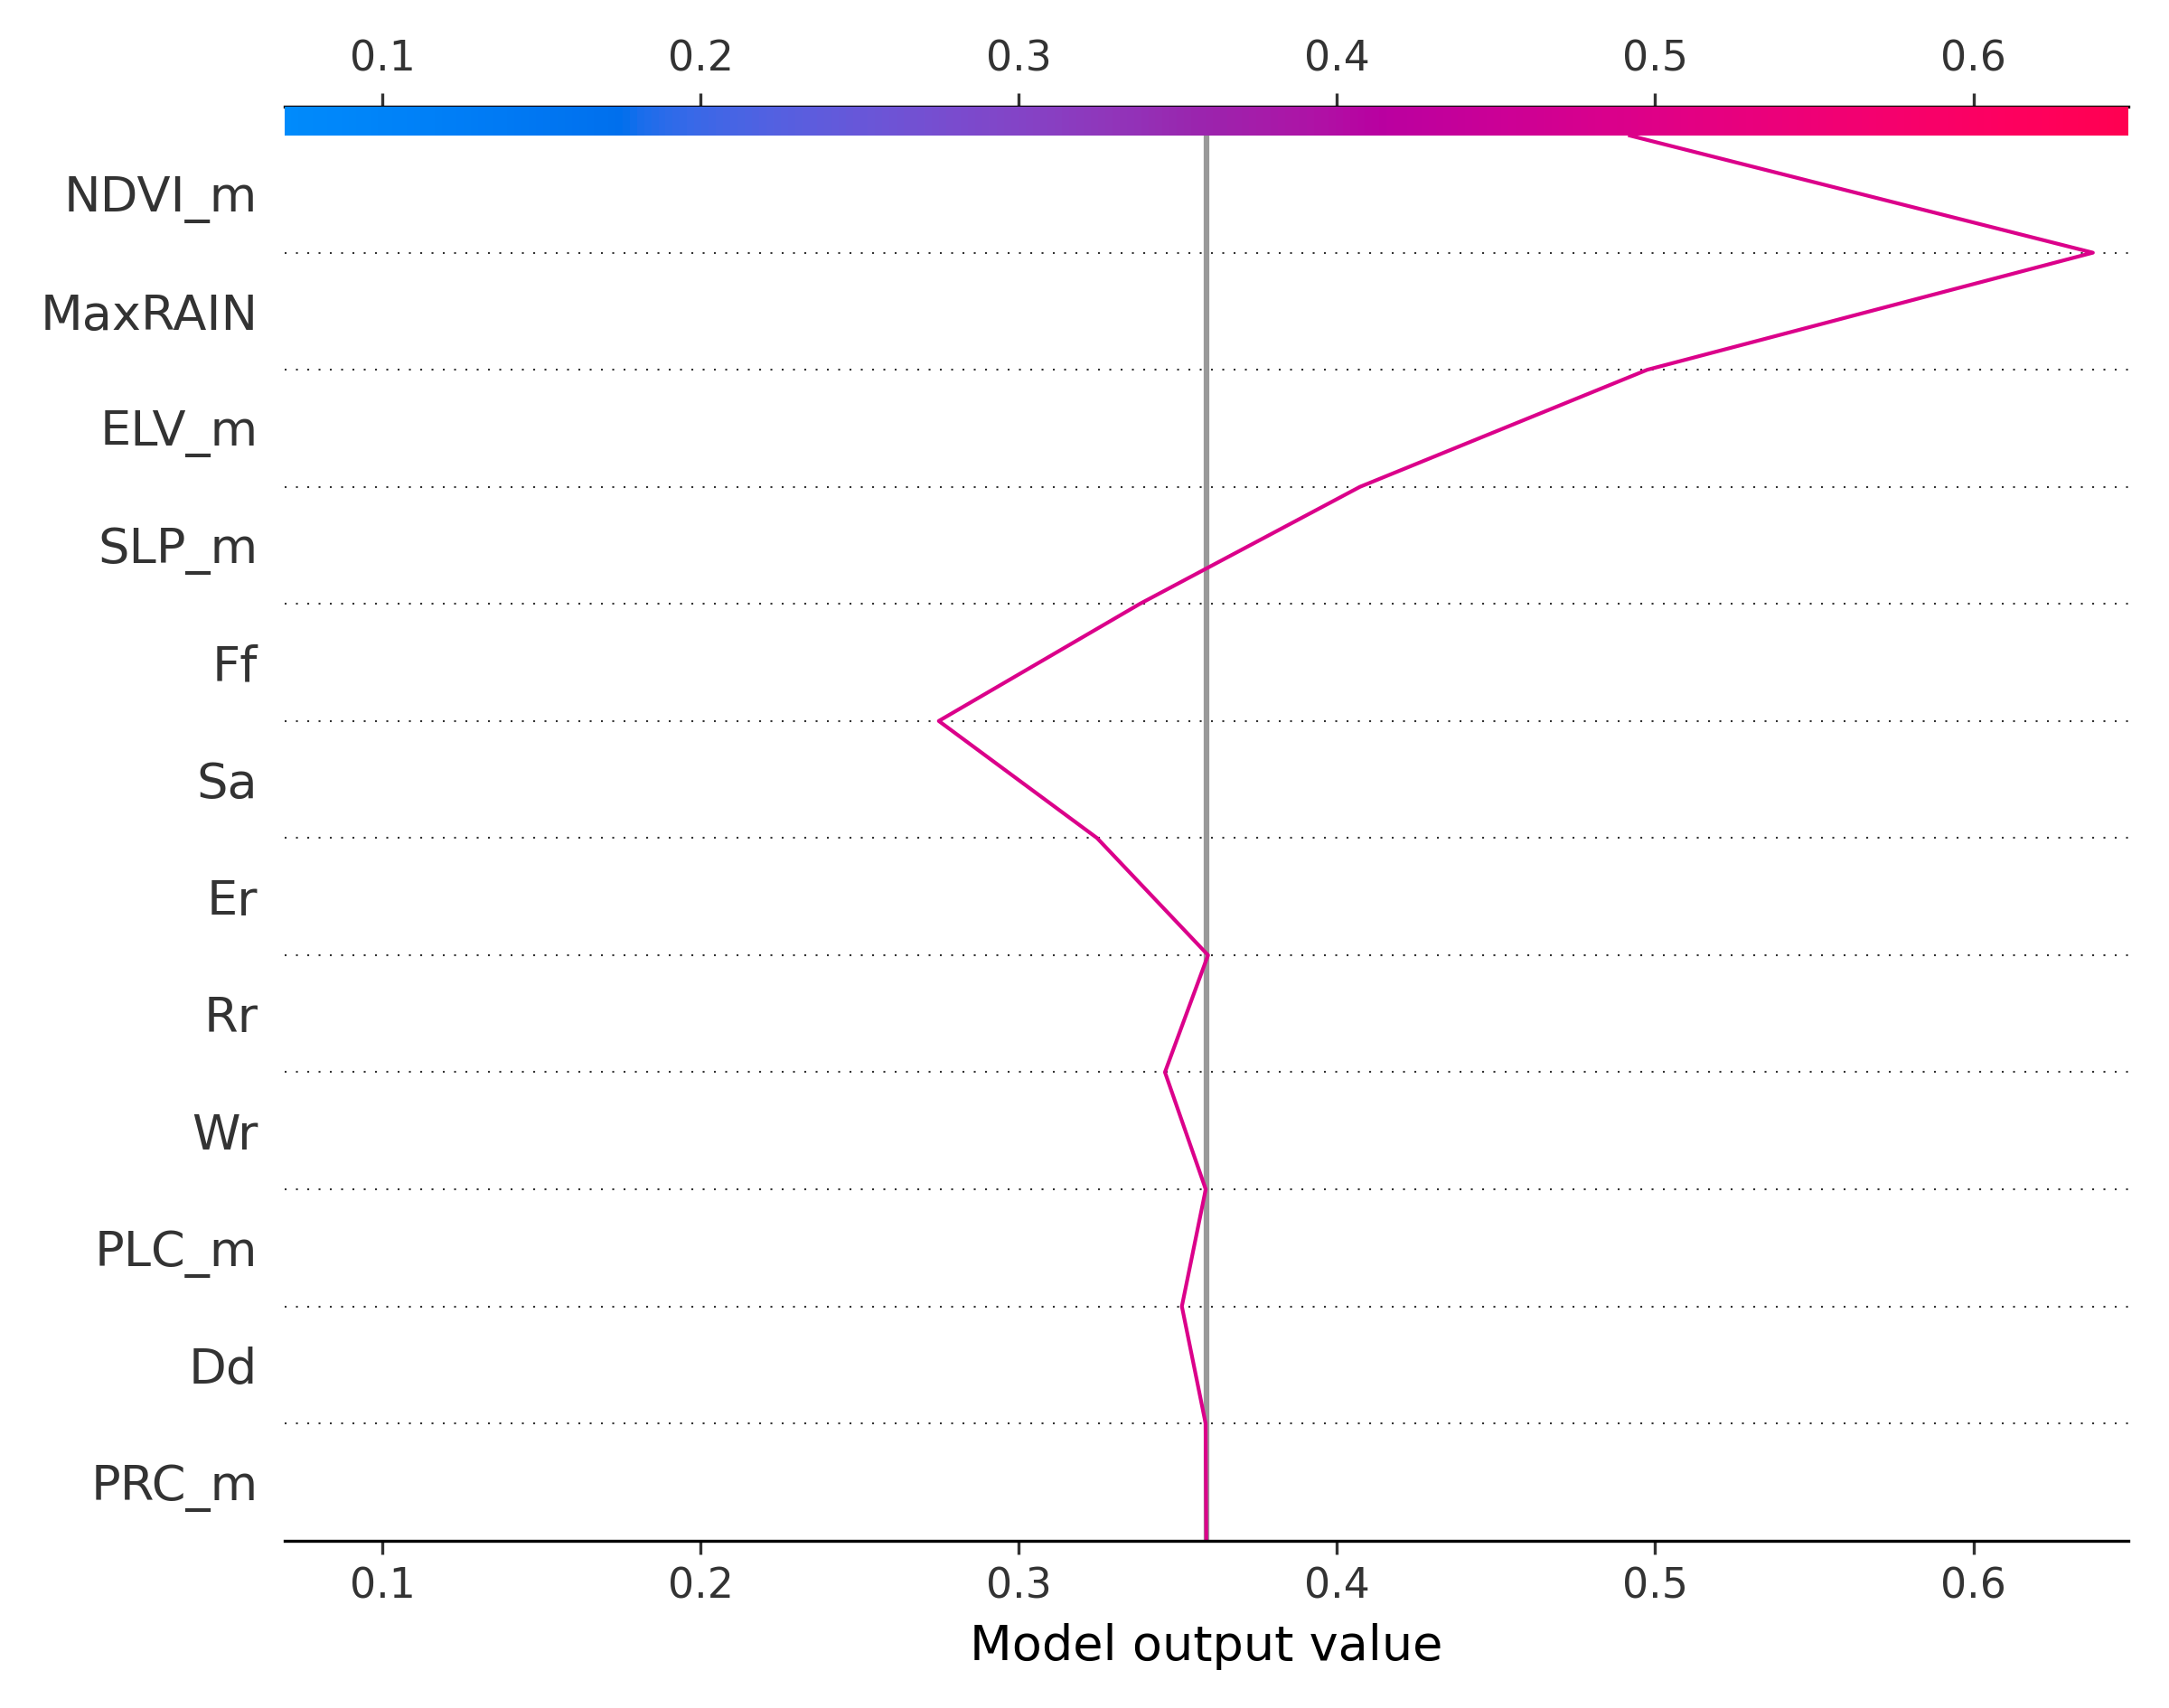 0.1 0.2 0.3 0.4 0.5 0.6
NDVI_m
MaxRAIN
ELV_m
SLP_m
Ff
Sa
Er
Rr
Wr
PLC_m
Dd
PRC_m
0.1 0.2 0.3 0.4 0.5 0.6
Model output value